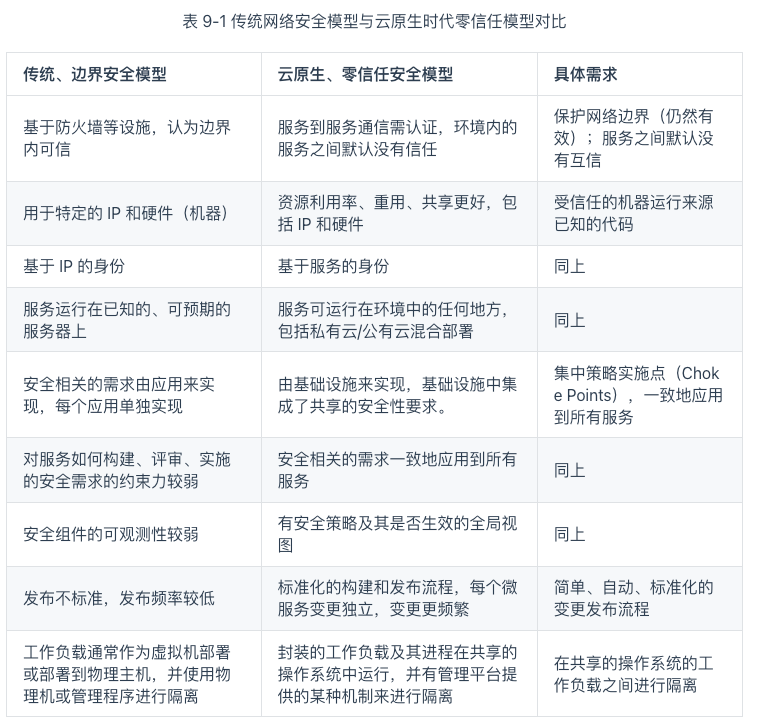 表 9-1 传统网络安全模型与云原生时代零信任模型对比
传统、边界安全模型
云原生、零信任安全模型
具体需求
基于防火墙等设施，认为边界
内可信
服务到服务通信需认证，环境内的
服务之间默认没有信任
保护网络边界（仍然有
效）；服务之间默认没
有互信
用于特定的 IP 和硬件（机器）
资源利用率、重用、共享更好，包
括 IP 和硬件
受信任的机器运行来源
已知的代码
基于 IP 的身份
基于服务的身份
同上
服务运行在已知的、可预期的
服务器上
服务可运行在环境中的任何地方，
包括私有云/公有云混合部署
同上
安全相关的需求由应用来实
现，每个应用单独实现
由基础设施来实现，基础设施中集
成了共享的安全性要求。
集中策略实施点（Chok
e Points），一致地应用
到所有服务
对服务如何构建、评审、实施
的安全需求的约束力较弱
安全相关的需求一致地应用到所有
服务
同上
安全组件的可观测性较弱
有安全策略及其是否生效的全局视
图
同上
发布不标准，发布频率较低
标准化的构建和发布流程，每个微
服务变更独立，变更更频繁
简单、自动、标准化的
变更发布流程
工作负载通常作为虚拟机部署
或部署到物理主机，并使用物
理机或管理程序进行隔离
封装的工作负载及其进程在共享的
操作系统中运行，并有管理平台提
供的某种机制来进行隔离
在共享的操作系统的工
作负载之间进行隔离